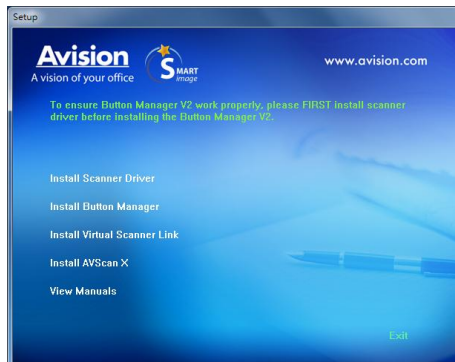 Setup
Avision
A vision of your office
SMART
image
www.avision.com
To ensure Button Manager V2 work properly, please FIRST install scanner
driver before installing the Button Manager V2.
Install Scanner Driver
Install Button Manager
Install Virtual Scanner Link
Install AVScan X
View Manuals
Exit